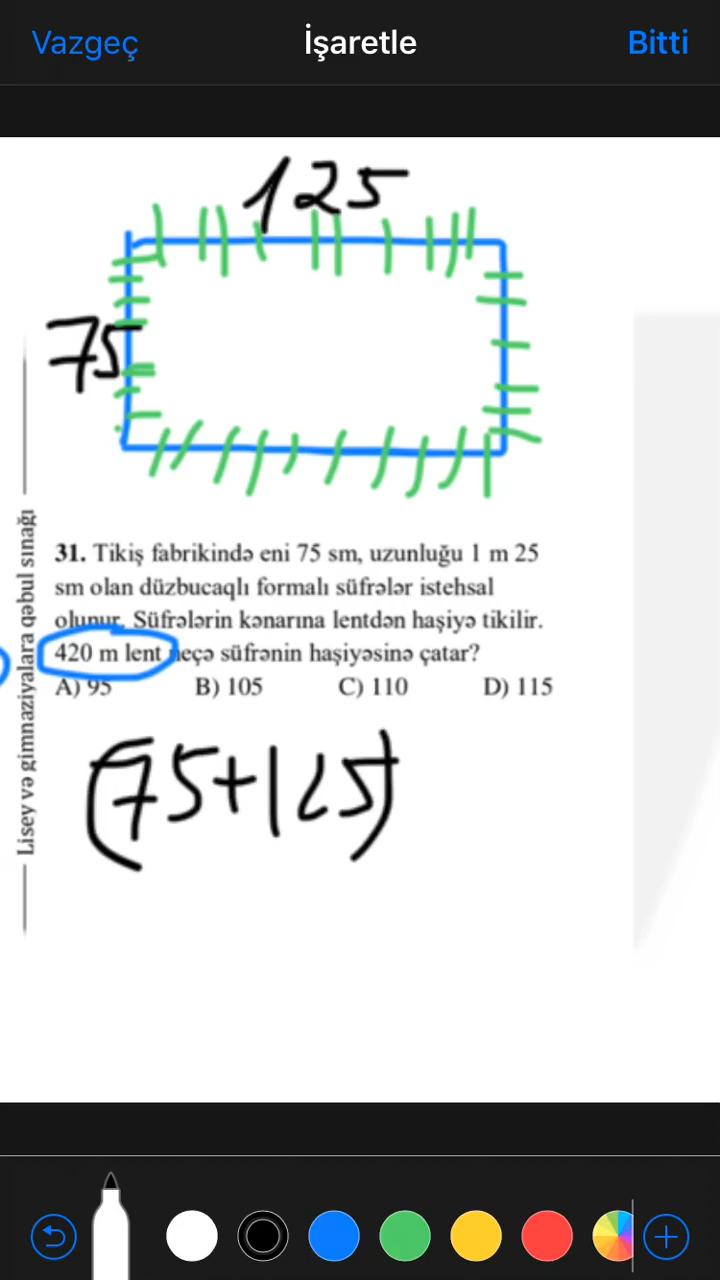 Vazgeç İşaretle Bitti
125
75
31. Tikiş fabrikində eni 75 sm, uzunluğu 1 m 25
sm olan düzbucaqlı formalı süfrələr istehsal
olunur. Süfrələrin kənarına lentdən haşiyə tikilir.
420 m lent neçə süfrənin haşiyəsinə çatar?
A) 95 B) 105 C) 110 D) 115
(75+125)
Lisey və gimnaziyalara qəbul sınağı